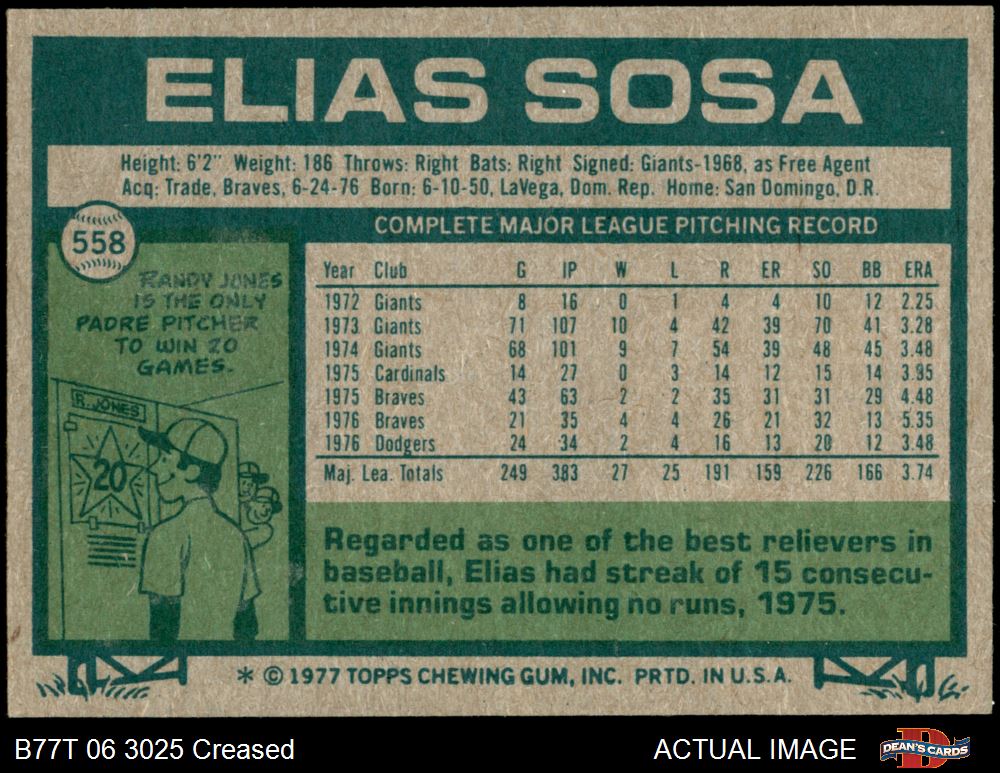 ELIAS SOSA
Height: 6'2" Weight: 186 Throws: Right Bats: Right Signed: Giants-1968, as Free Agent
Acq: Trade, Braves, 6-24-76 Born: 6-10-50, LaVega, Dom. Rep. Home: San Domingo, D.R.
558
RANDY JONES
IS THE ONLY
PADRE PITCHER
TO WIN 20
GAMES.
R. JONES
20
COMPLETE MAJOR LEAGUE PITCHING RECORD
Year Club G IP W L R ER SO BB ERA
1972 Giants 8 16 0 1 4 4 10 12 2.25
1973 Giants 71 107 10 4 42 39 70 41 3.28
1974 Giants 68 101 9 7 54 39 48 45 3.48
1975 Cardinals 14 27 0 3 14 12 15 14 3.95
1975 Braves 43 63 2 2 35 31 31 29 4.48
1976 Braves 21 35 4 4 26 21 32 13 5.35
1976 Dodgers 24 34 2 4 16 13 20 12 3.48
Maj. Lea. Totals 249 383 27 25 191 159 226 166 3.74
Regarded as one of the best relievers in
baseball, Elias had streak of 15 consecu-
tive innings allowing no runs, 1975.
* © 1977 TOPPS CHEWING GUM, INC. PRTD. IN U.S.A.
B77T 06 3025 Creased
ACTUAL IMAGE
DEAN'S CARDS